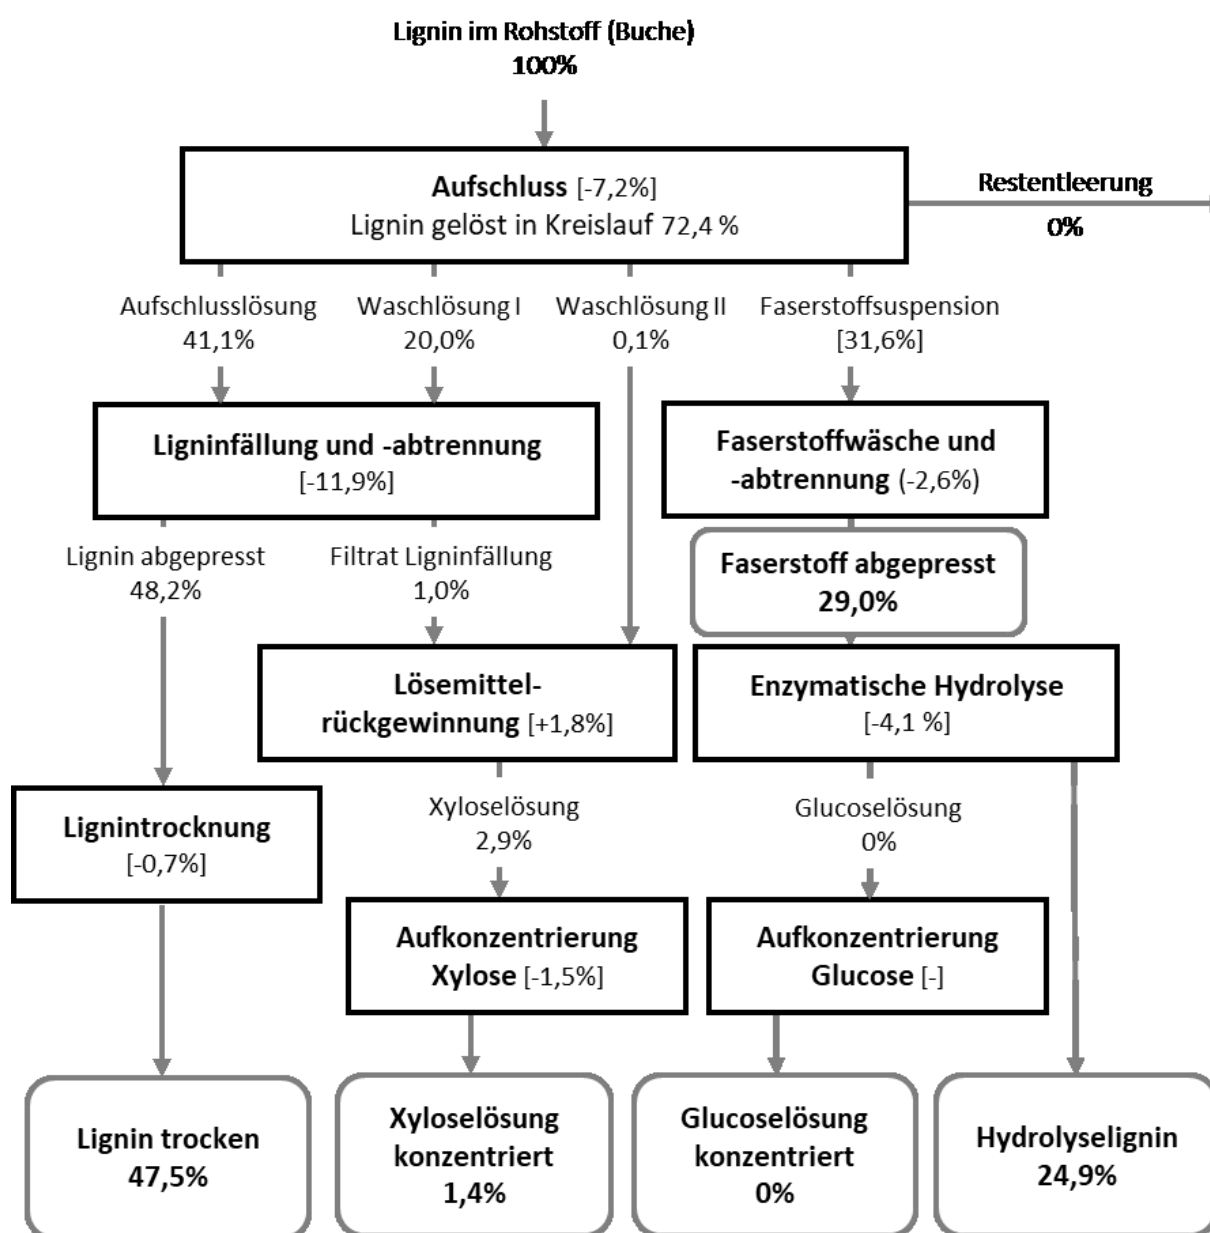 Lignin im Rohstoff (Buche)
100%
Aufschluss [-7,2%]
Lignin gelöst in Kreislauf 72,4 %
Restentleerung
0%
Aufschlusslösung
41,1%
Waschlösung I
20,0%
Waschlösung II
0,1%
Faserstoffsuspension
[31,6%]
Ligninfällung und -abtrennung
[-11,9%]
Faserstoffwäsche und
-abtrennung (-2,6%)
Lignin abgepresst
48,2%
Filtrat Ligninfällung
1,0%
Faserstoff abgepresst
29,0%
Lösemittel-
rückgewinnung [+1,8%]
Enzymatische Hydrolyse
[-4,1 %]
Lignintrocknung
[-0,7%]
Xyloselösung
2,9%
Glucoselösung
0%
Aufkonzentrierung
Xylose [-1,5%]
Aufkonzentrierung
Glucose [-]
Lignin trocken
47,5%
Xyloselösung
konzentriert
1,4%
Glucoselösung
konzentriert
0%
Hydrolyselignin
24,9%